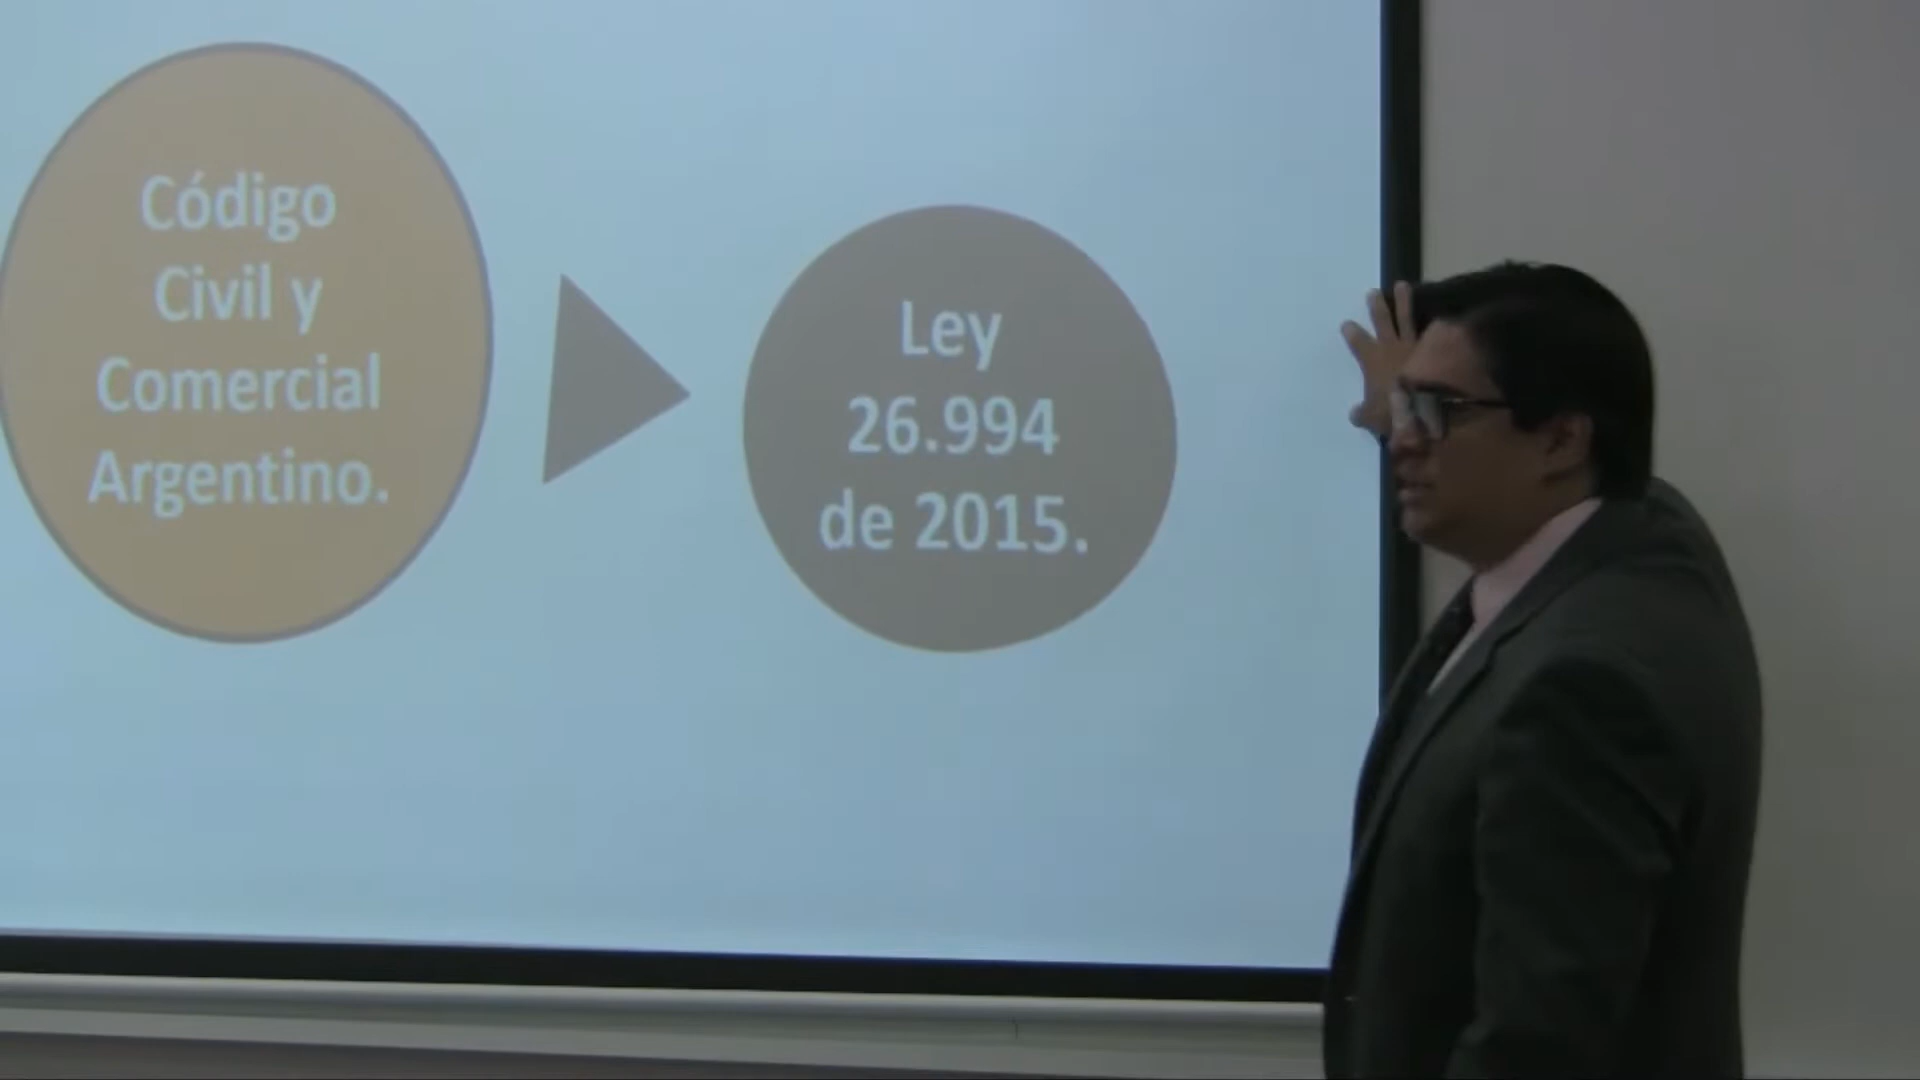 Código
Civil y
Comercial
Argentino.
Ley
26.994
de 2015.